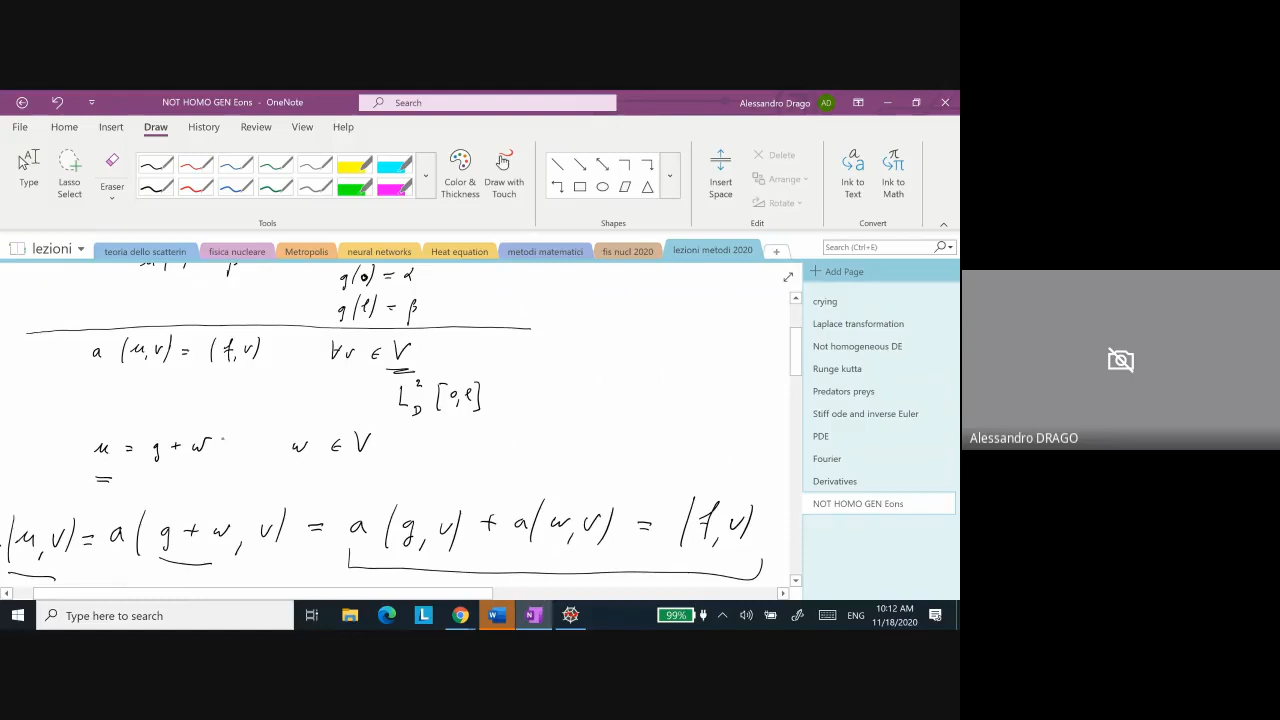 NOT HOMO GEN Eons - OneNote
Search
Alessandro Drago
AD
File Home Insert Draw History Review View Help
Type
Lasso Select
Eraser
Color & Thickness
Draw with Touch
Insert Space
Delete
Arrange
Rotate
Ink to Text
Ink to Math
Tools
Shapes
Edit
Convert
lezioni
teoria dello scatterin
fisica nucleare
Metropolis
neural networks
Heat equation
metodi matematici
fis nucl 2020
lezioni metodi 2020
Search (Ctrl+E)
g(0) = α
g(l) = β
a (u,v) = (f,v) ∀v ∈ V
L²_D [0,l]
u = g + w w ∈ V
(u,v) = a(g + w, v) = a(g,v) + a(w,v) = (f,v)
Add Page
crying
Laplace transformation
Not homogeneous DE
Runge kutta
Predators preys
Stiff ode and inverse Euler
PDE
Fourier
Derivatives
NOT HOMO GEN Eons
Alessandro DRAGO
Type here to search
99%
ENG
10:12 AM
11/18/2020